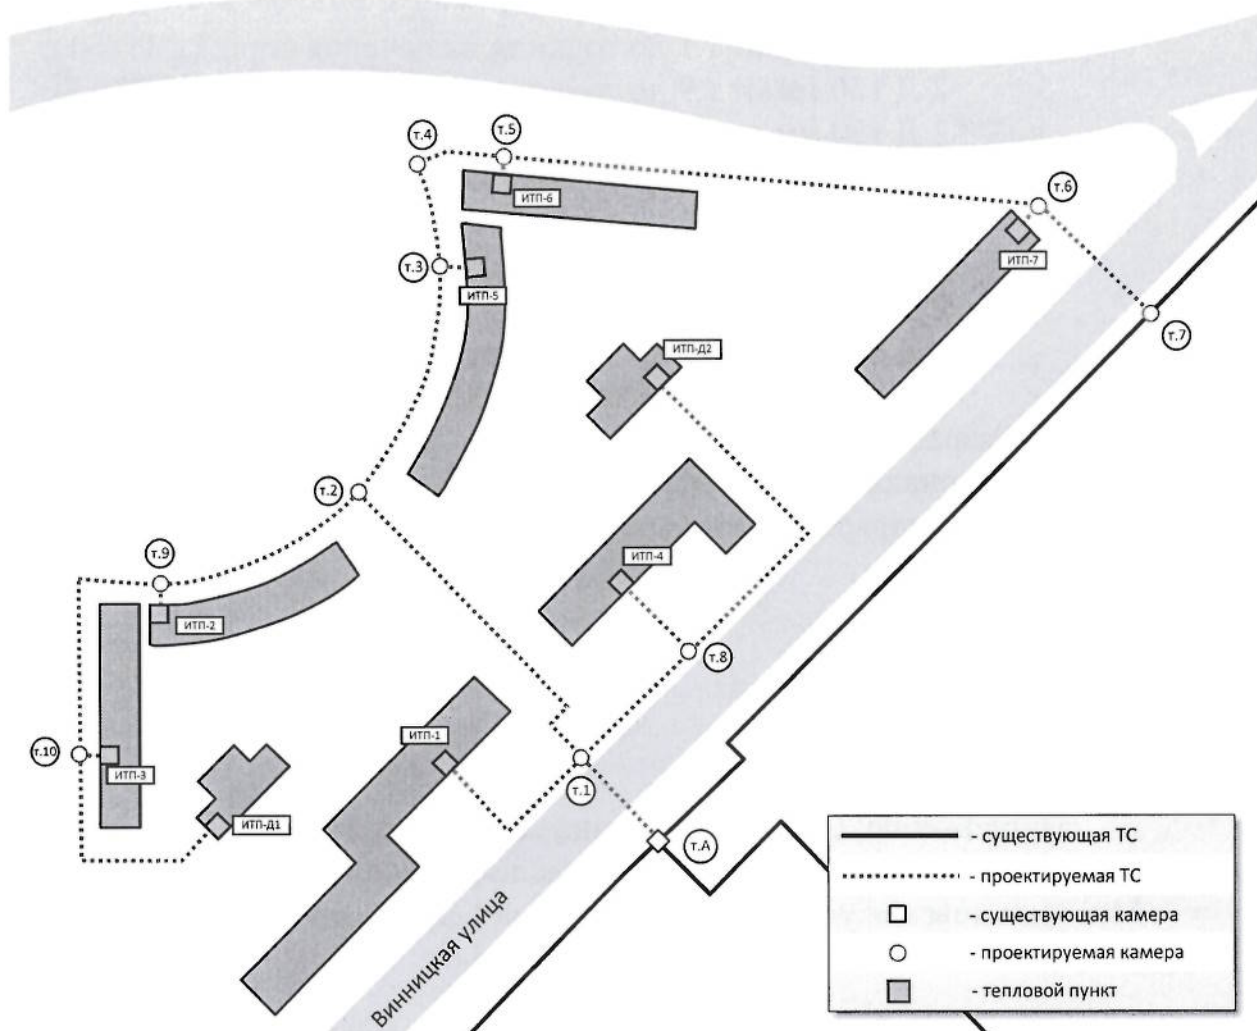 т.4
т.5
ИТП-6
т.6
ИТП-7
т.3
ИТП-5
т.7
ИТП-Д2
т.2
т.9
ИТП-4
ИТП-2
т.8
ИТП-1
т.10
ИТП-3
т.1
ИТП-Д1
т.А
Винницкая улица
- существующая ТС
- проектируемая ТС
- существующая камера
- проектируемая камера
- тепловой пункт